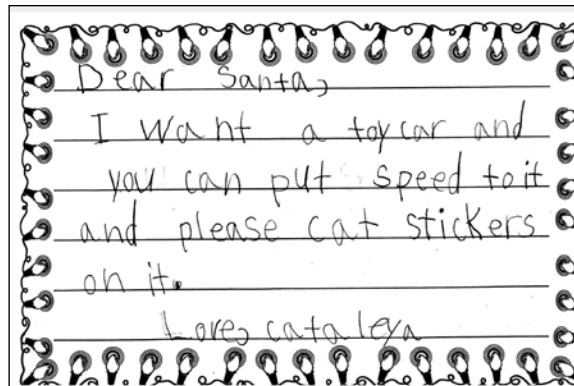 Dear Santa,
I want a toy car and
you can put speed to it
and please cat stickers
on it.
Love, cataleya